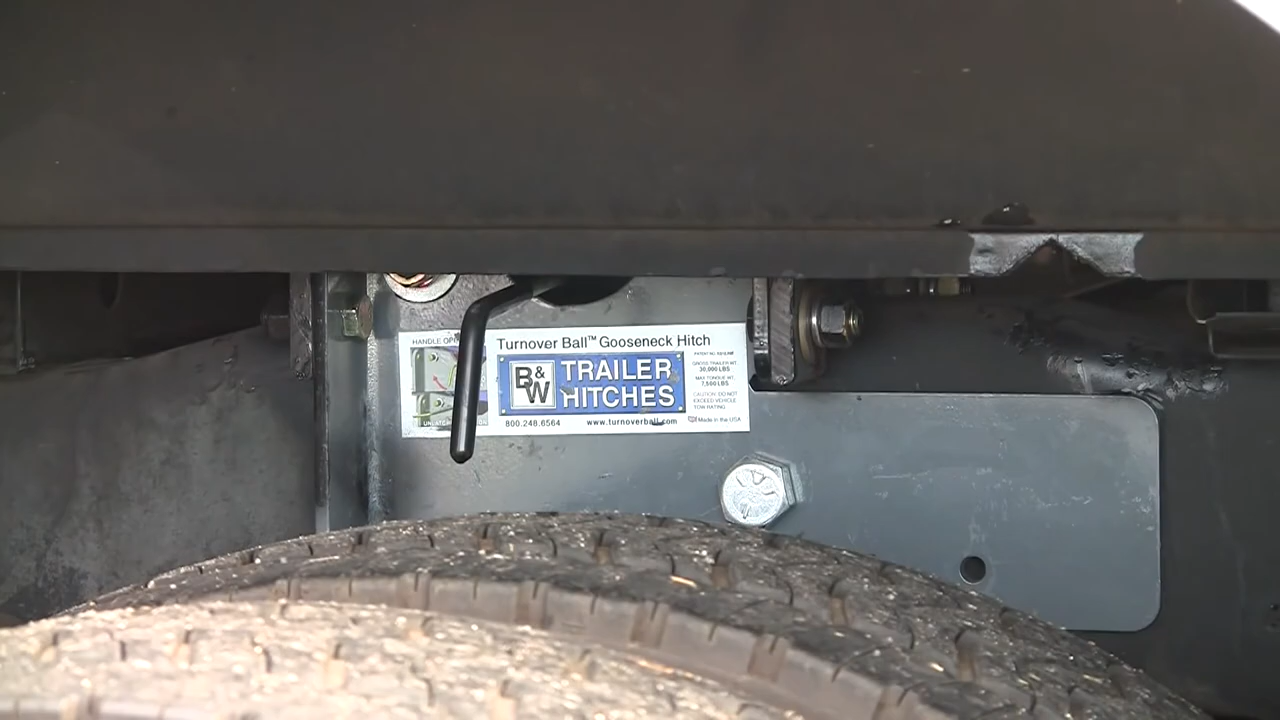 HANDLE
Turnover Ball™ Gooseneck Hitch
B&W
TRAILER
HITCHES
800.248.6564
www.turnoverball.com
GROSS TRAILER WT.
30,000 LBS
MAX TONGUE WT.
7,500 LBS
CAUTION: DO NOT
EXCEED VEHICLE
TOW RATING
Made in the USA